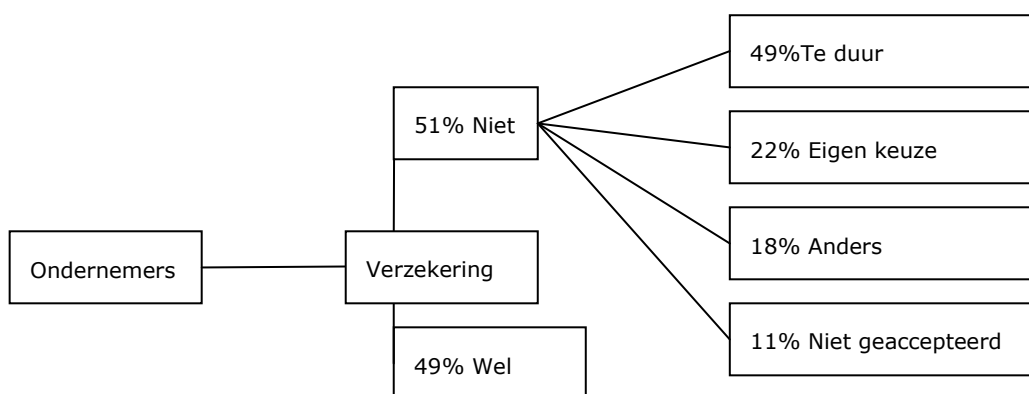 49%Te duur
51% Niet
22% Eigen keuze
18% Anders
Ondernemers
Verzekering
11% Niet geaccepteerd
49% Wel